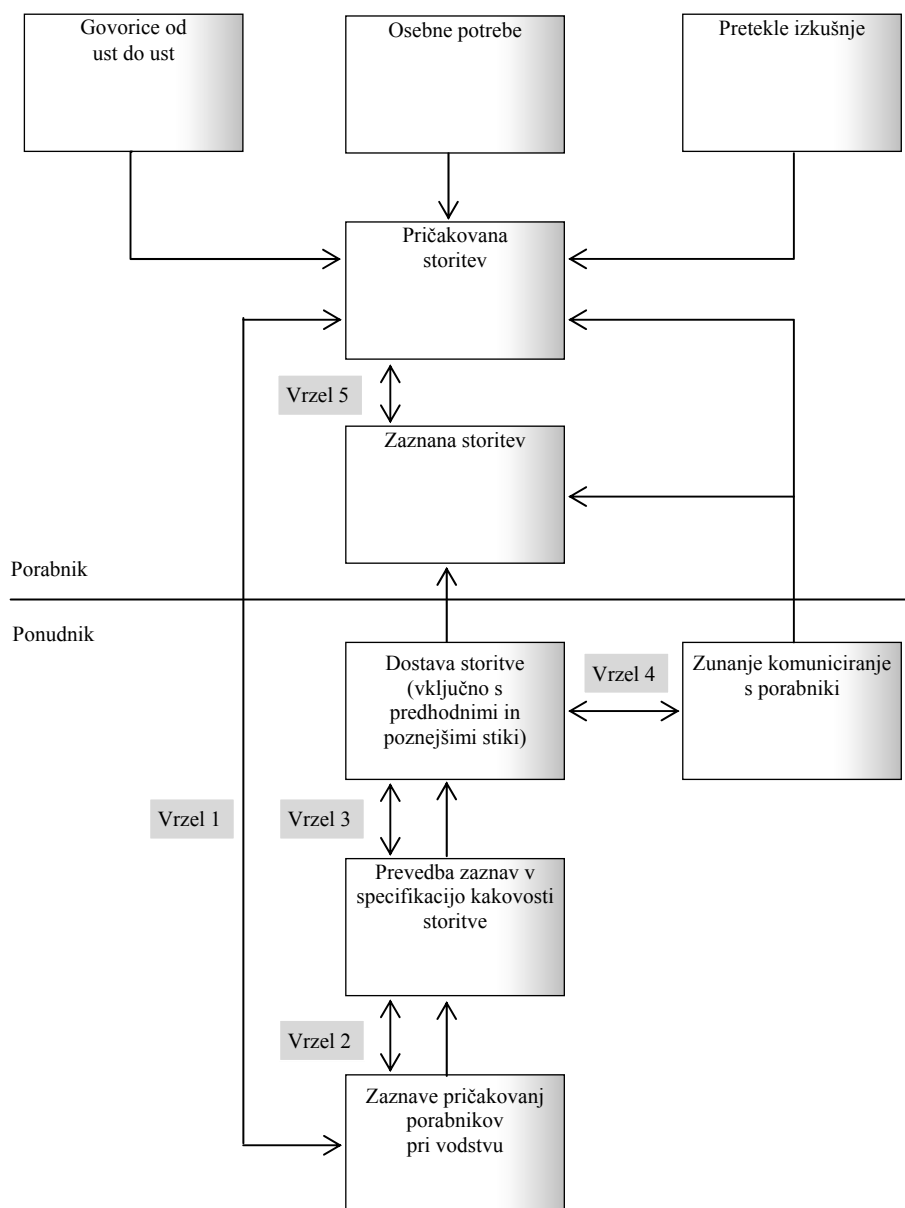 Govorice od
ust do ust
Osebne potrebe
Pretekle izkušnje
Pričakovana
storitev
Vrzel 5
Zaznana storitev
Porabnik
Ponudnik
Dostava storitve
(vključno s
predhodnimi in
poznejšimi stiki)
Vrzel 4
Zunanje komuniciranje
s porabniki
Vrzel 1
Vrzel 3
Prevedba zaznav v
specifikacijo kakovosti
storitve
Vrzel 2
Zaznave pričakovanj
porabnikov
pri vodstvu